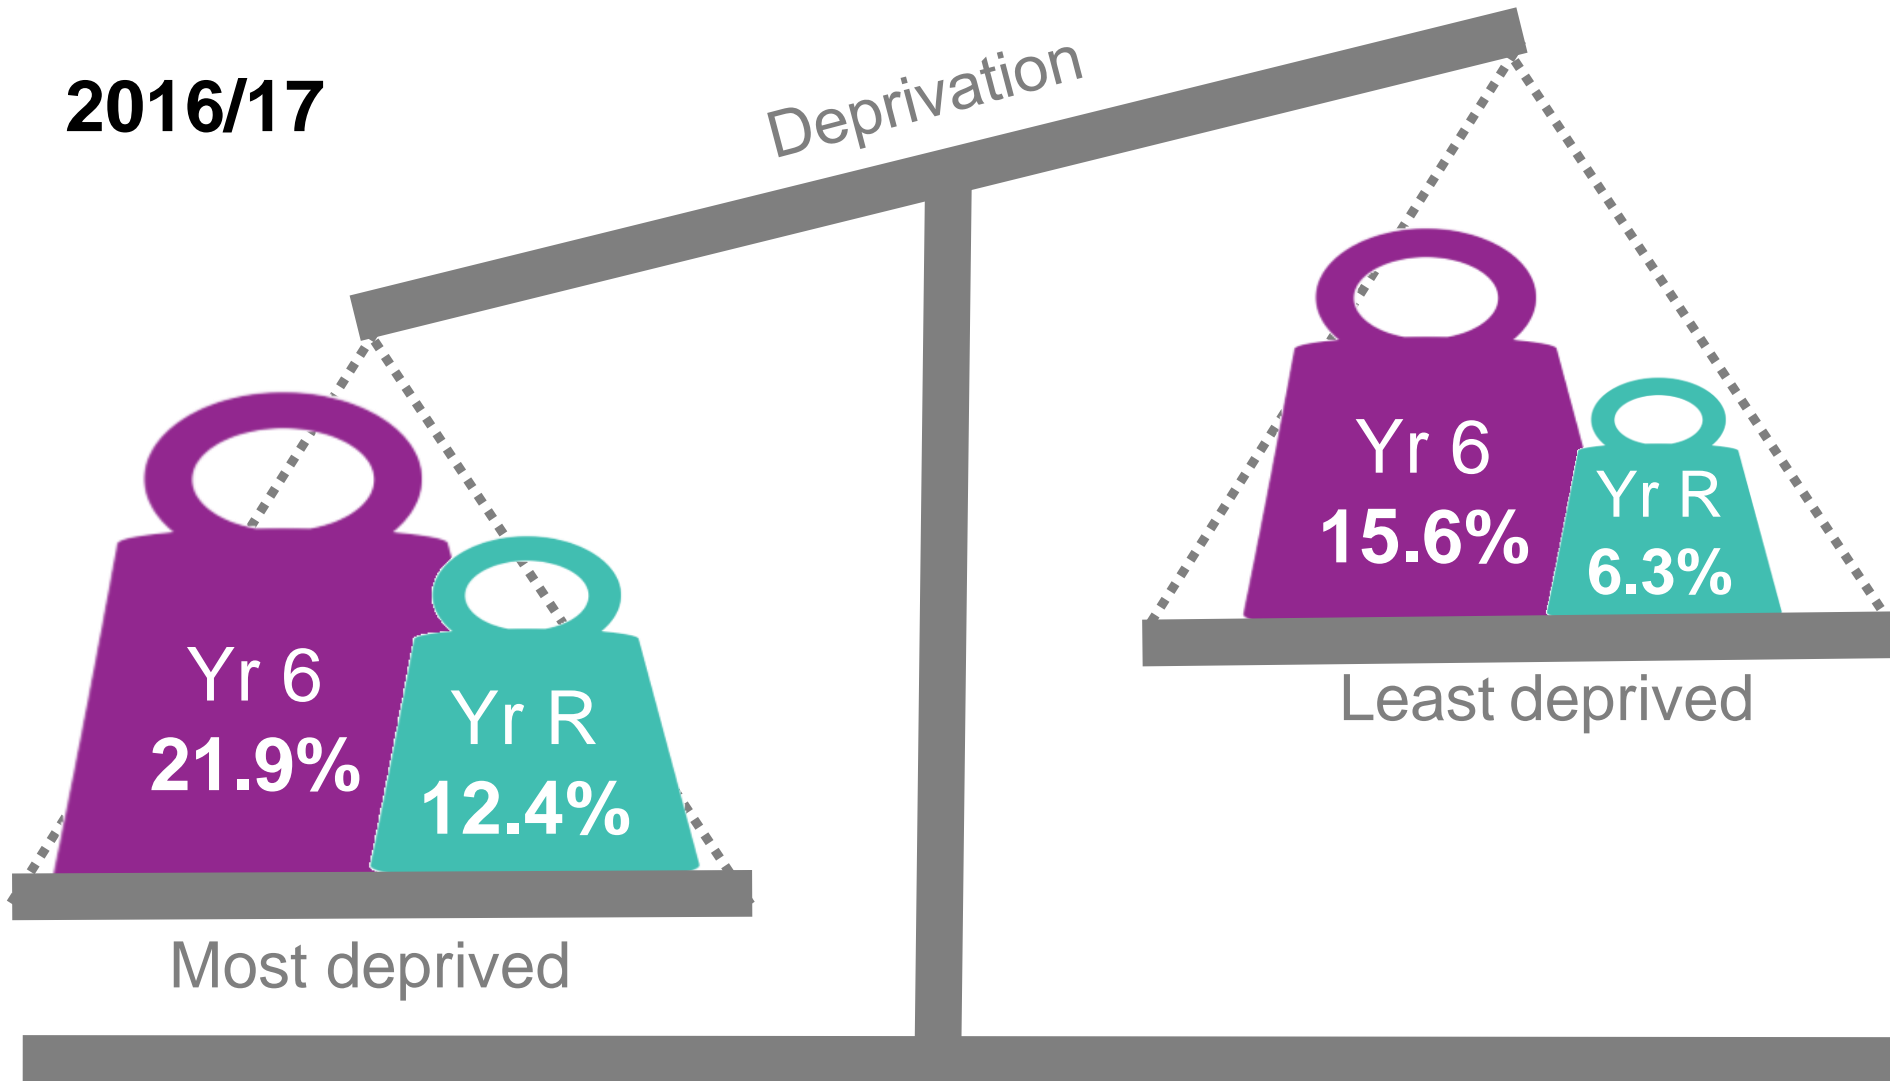 2016/17
Deprivation
Yr 6
21.9%
Yr R
12.4%
Most deprived
Yr 6
15.6%
Yr R
6.3%
Least deprived